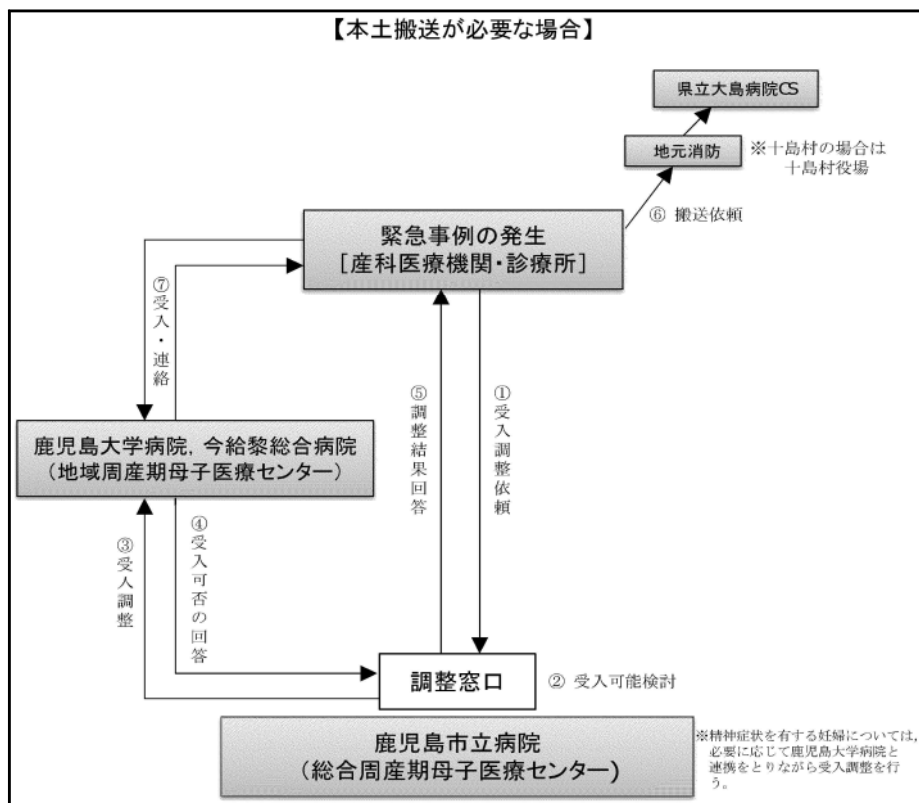 【本土搬送が必要な場合】
県立大島病院CS
地元消防
※十島村の場合は
十島村役場
⑥ 搬送依頼
緊急事例の発生
［産科医療機関・診療所］
⑦受入・連絡
⑤調整結果回答
①受入調整依頼
鹿児島大学病院，今給黎総合病院
（地域周産期母子医療センター）
③受入調整
④受入可否の回答
調整窓口
② 受入可能検討
鹿児島市立病院
（総合周産期母子医療センター）
※精神症状を有する妊婦については，
必要に応じて鹿児島大学病院と
連携をとりながら受入調整を行
う。